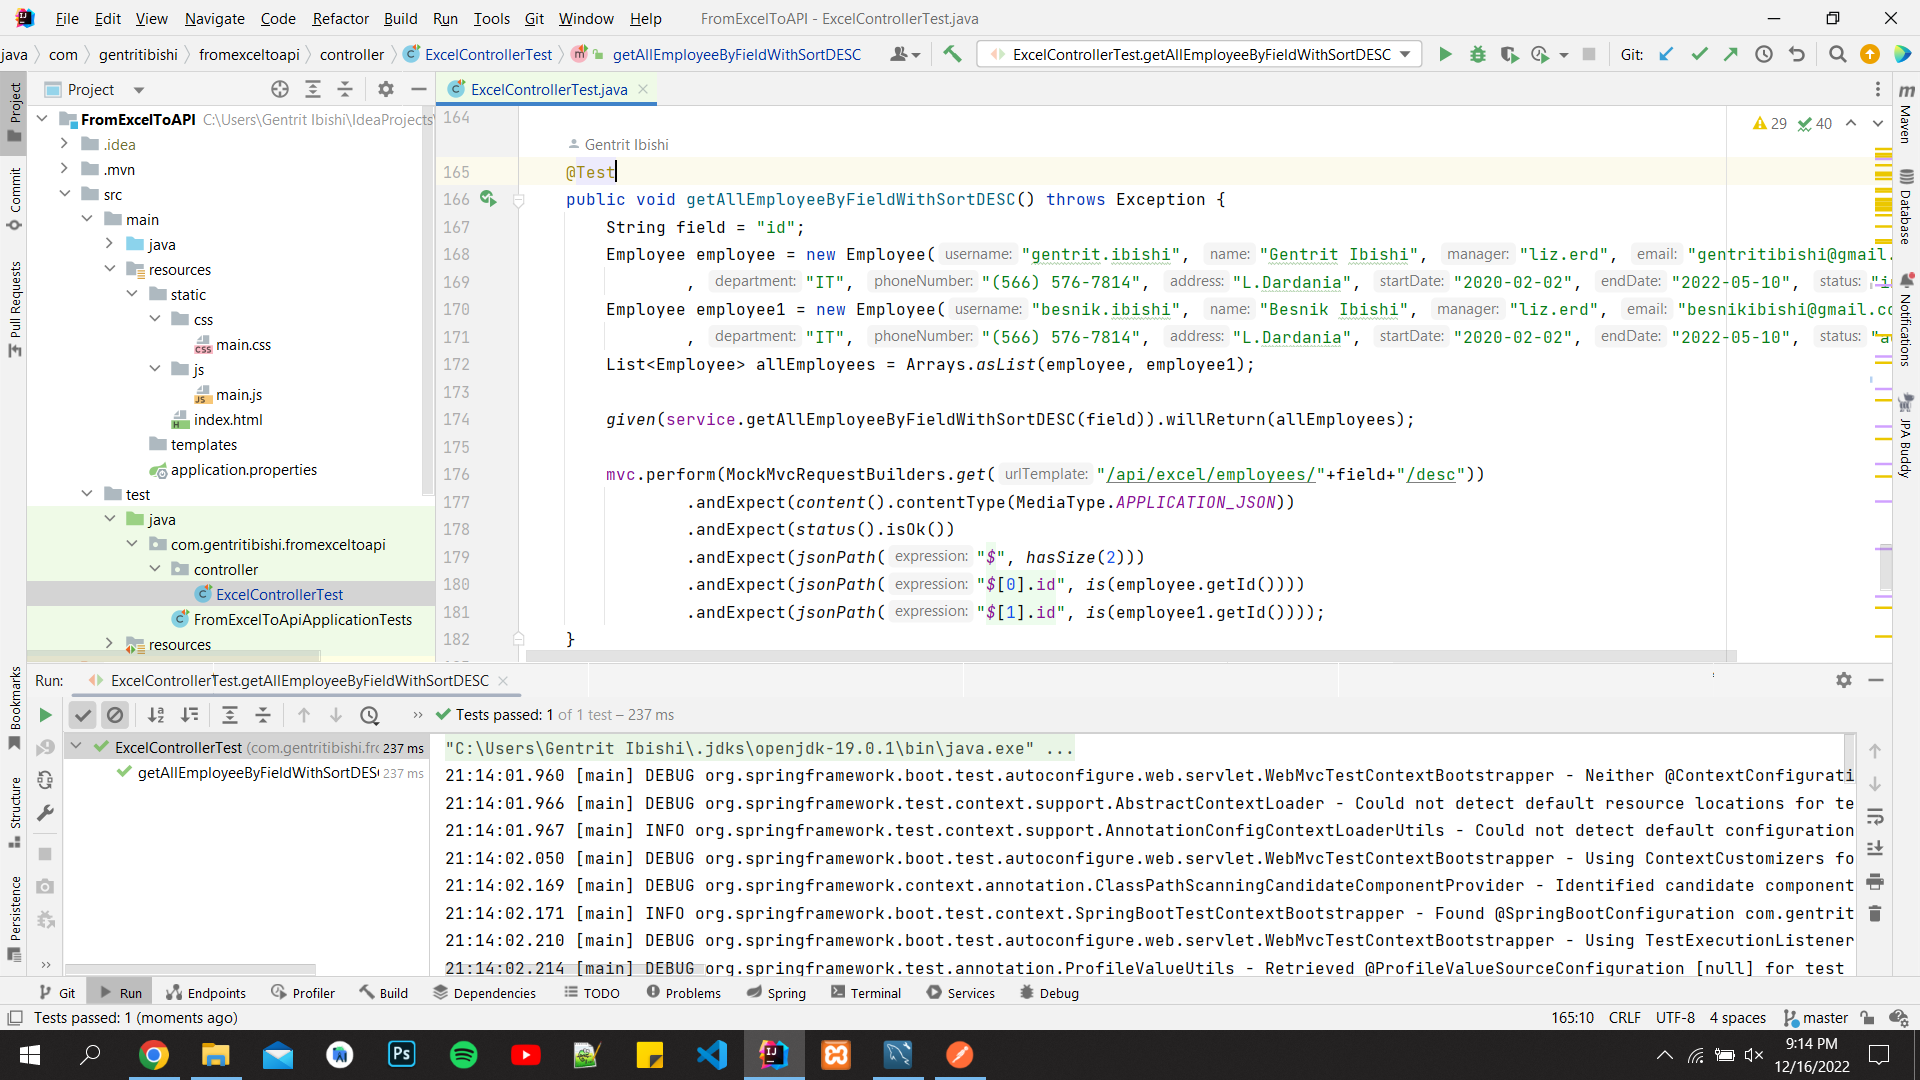 File Edit View Navigate Code Refactor Build Run Tools Git Window Help FromExcelToAPI - ExcelControllerTest.java
java com gentritibishi fromexceltoapi controller ExcelControllerTest m getAllEmployeeByFieldWithSortDESC ExcelControllerTest.getAllEmployeeByFieldWithSortDESC Git:
Project
ExcelControllerTest.java
FromExcelToAPI C:\Users\Gentrit Ibishi\IdeaProjects\
.idea
.mvn
src
main
java
resources
static
css
main.css
js
main.js
index.html
templates
application.properties
test
java
com.gentritibishi.fromexceltoapi
controller
ExcelControllerTest
FromExcelToApiApplicationTests
resources
Project
Commit
Pull Requests
Bookmarks
Structure
Persistence
29 40
164
Gentrit Ibishi
165 @Test
166 public void getAllEmployeeByFieldWithSortDESC() throws Exception {
167 String field = "id";
168 Employee employee = new Employee( username: "gentrit.ibishi", name: "Gentrit Ibishi", manager: "liz.erd", email: "gentritibishi@gmail.
169 , department: "IT", phoneNumber: "(566) 576-7814", address: "L.Dardania", startDate: "2020-02-02", endDate: "2022-05-10", status: "i
170 Employee employee1 = new Employee( username: "besnik.ibishi", name: "Besnik Ibishi", manager: "liz.erd", email: "besnikibishi@gmail.co
171 , department: "IT", phoneNumber: "(566) 576-7814", address: "L.Dardania", startDate: "2020-02-02", endDate: "2022-05-10", status: "a
172 List<Employee> allEmployees = Arrays.asList(employee, employee1);
173
174 given(service.getAllEmployeeByFieldWithSortDESC(field)).willReturn(allEmployees);
175
176 mvc.perform(MockMvcRequestBuilders.get( urlTemplate: "/api/excel/employees/"+field+"/desc"))
177 .andExpect(content().contentType(MediaType.APPLICATION_JSON))
178 .andExpect(status().isOk())
179 .andExpect(jsonPath( expression: "$", hasSize(2)))
180 .andExpect(jsonPath( expression: "$[0].id", is(employee.getId())))
181 .andExpect(jsonPath( expression: "$[1].id", is(employee1.getId())));
182 }
m Maven
Database
Notifications
JPA Buddy
Run: ExcelControllerTest.getAllEmployeeByFieldWithSortDESC
Tests passed: 1 of 1 test – 237 ms
ExcelControllerTest (com.gentritibishi.fro 237 ms
getAllEmployeeByFieldWithSortDESC 237 ms
"C:\Users\Gentrit Ibishi\.jdks\openjdk-19.0.1\bin\java.exe" ...
21:14:01.960 [main] DEBUG org.springframework.boot.test.autoconfigure.web.servlet.WebMvcTestContextBootstrapper - Neither @ContextConfigurati
21:14:01.966 [main] DEBUG org.springframework.test.context.support.AbstractContextLoader - Could not detect default resource locations for te
21:14:01.967 [main] INFO org.springframework.test.context.support.AnnotationConfigContextLoaderUtils - Could not detect default configuration
21:14:02.050 [main] DEBUG org.springframework.boot.test.autoconfigure.web.servlet.WebMvcTestContextBootstrapper - Using ContextCustomizers fo
21:14:02.169 [main] DEBUG org.springframework.context.annotation.ClassPathScanningCandidateComponentProvider - Identified candidate component
21:14:02.171 [main] INFO org.springframework.boot.test.context.SpringBootTestContextBootstrapper - Found @SpringBootConfiguration com.gentrit
21:14:02.210 [main] DEBUG org.springframework.boot.test.autoconfigure.web.servlet.WebMvcTestContextBootstrapper - Using TestExecutionListener
21:14:02.214 [main] DEBUG org.springframework.test.annotation.ProfileValueUtils - Retrieved @ProfileValueSourceConfiguration [null] for test
Git Run Endpoints Profiler Build Dependencies TODO Problems Spring Terminal Services Debug
Tests passed: 1 (moments ago) 165:10 CRLF UTF-8 4 spaces master
9:14 PM
12/16/2022